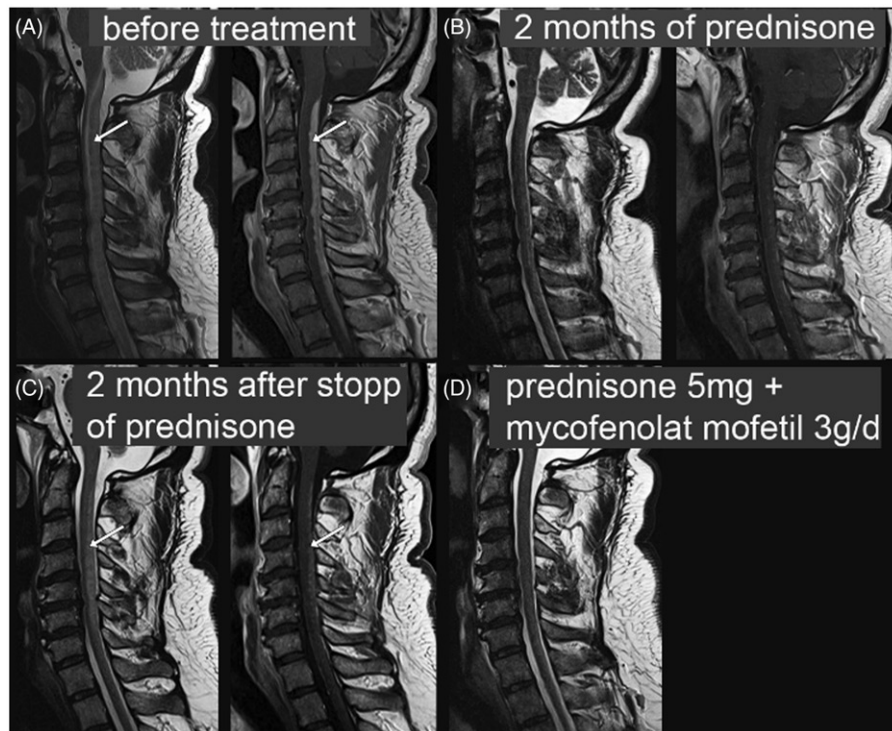 (A)
before treatment
(B)
2 months of prednisone
(C)
2 months after stopp
of prednisone
(D)
prednisone 5mg +
mycofenolat mofetil 3g/d